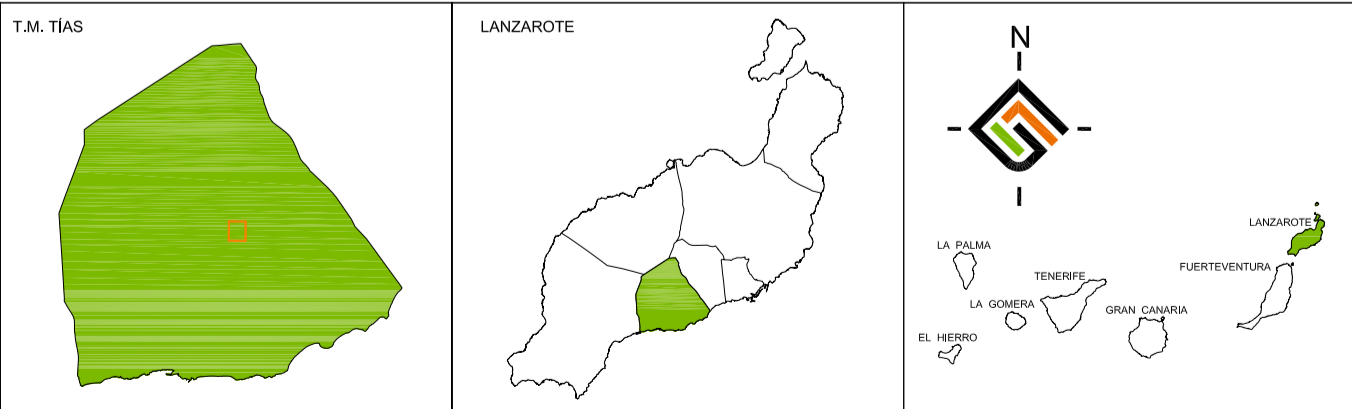 T.M. TÍAS
LANZAROTE
N
LANZAROTE
LA PALMA
FUERTEVENTURA
TENERIFE
LA GOMERA
GRAN CANARIA
EL HIERRO